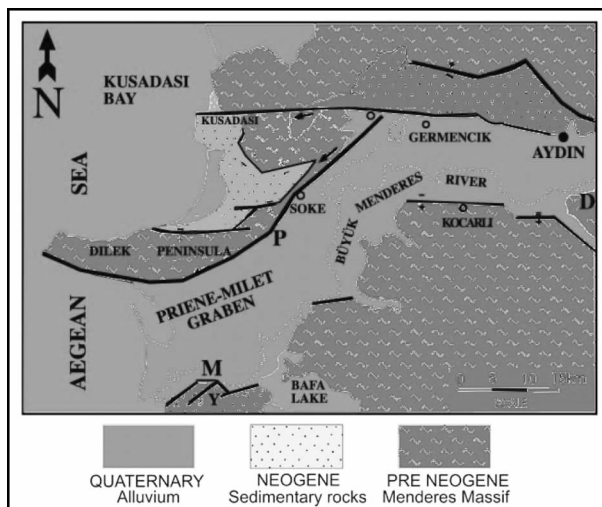 KUSADASI
BAY
N
KUSADASI
GERMENCIK
AYDIN
SEA
RIVER
MENDERES
BÜYÜK
SOKE
KOCARLI
D
DILEK
PENINSULA
P
PRIENE-MILET
GRABEN
AEGEAN
M
Y
BAFA
LAKE
0 5 10 15km
SCALE
QUATERNARY
Alluvium
NEOGENE
Sedimentary rocks
PRE NEOGENE
Menderes Massif